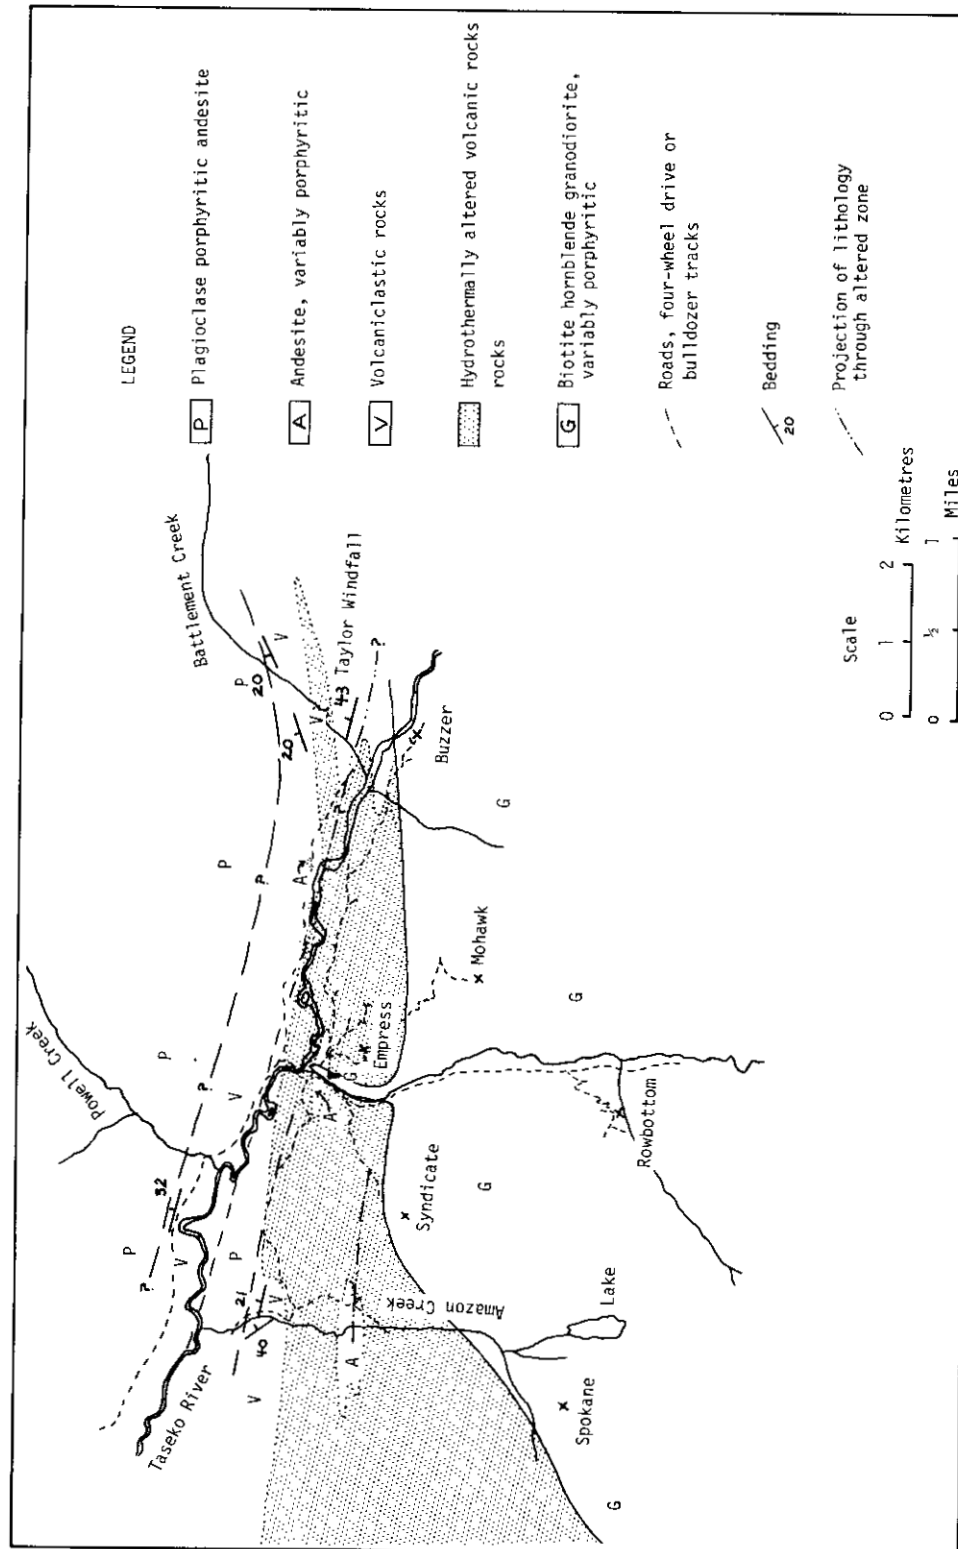 LEGEND
P Plagioclase porphyritic andesite
A Andesite, variably porphyritic
V Volcaniclastic rocks
Hydrothermally altered volcanic rocks
rocks
G Biotite hornblende granodiorite,
variably porphyritic
Roads, four-wheel drive or
bulldozer tracks
20 Bedding
Projection of lithology
through altered zone
Scale
0 1 2 Kilometres
0 ½ 1 Miles
Battlement Creek
Powell Creek
Taseko River
Amazon Creek
Taylor Windfall
Buzzer
Mohawk
Empress
Syndicate
Rowbottom
Lake
Spokane
P
V
20
20
V
V
43
?
?
P
P
?
A
G
P
?
V
G
A
G
32
P
V
?
G
P
21
V
40
A
V
G